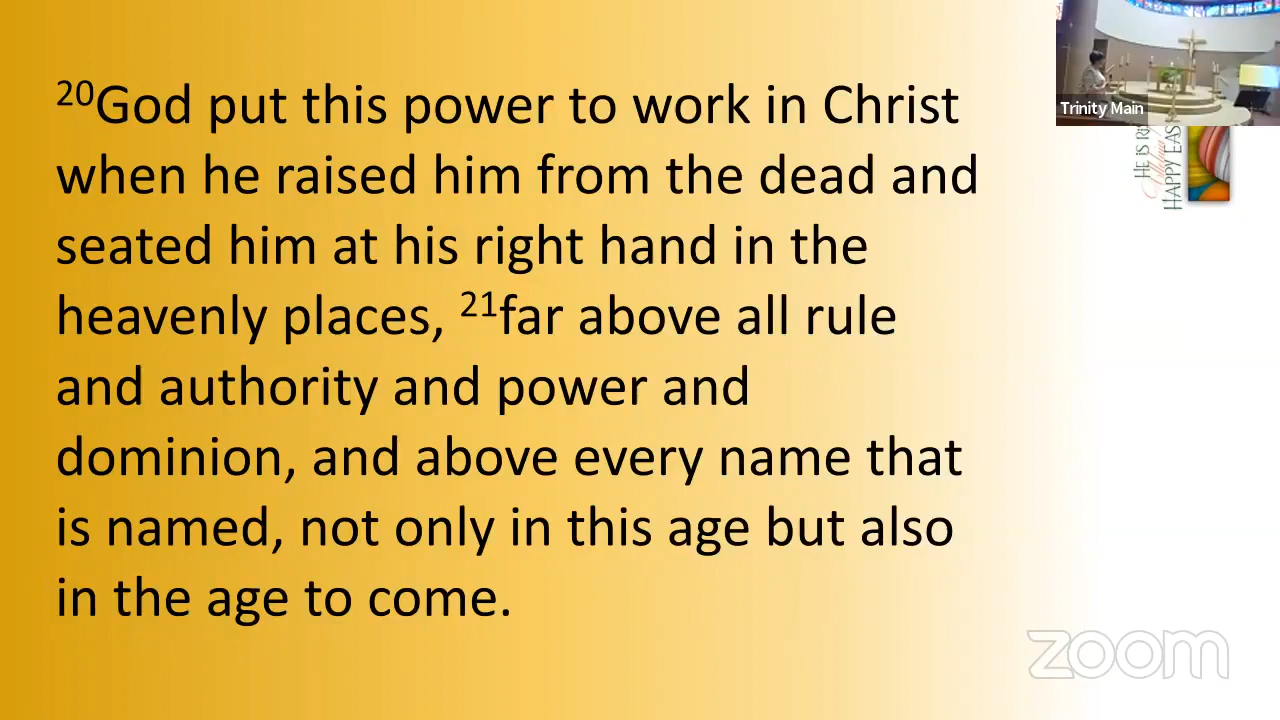 ²⁰God put this power to work in Christ
when he raised him from the dead and
seated him at his right hand in the
heavenly places, ²¹far above all rule
and authority and power and
dominion, and above every name that
is named, not only in this age but also
in the age to come.
Trinity Main
HE IS
HAPPY
zoom